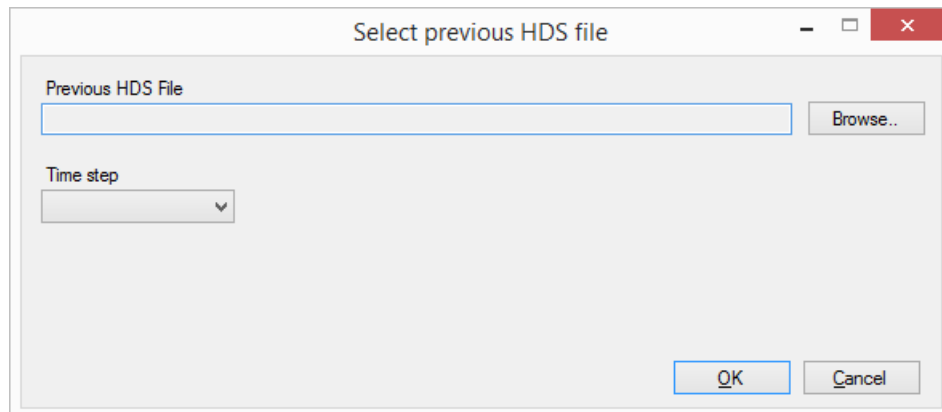 Select previous HDS file
Previous HDS File
Browse..
Time step
OK Cancel